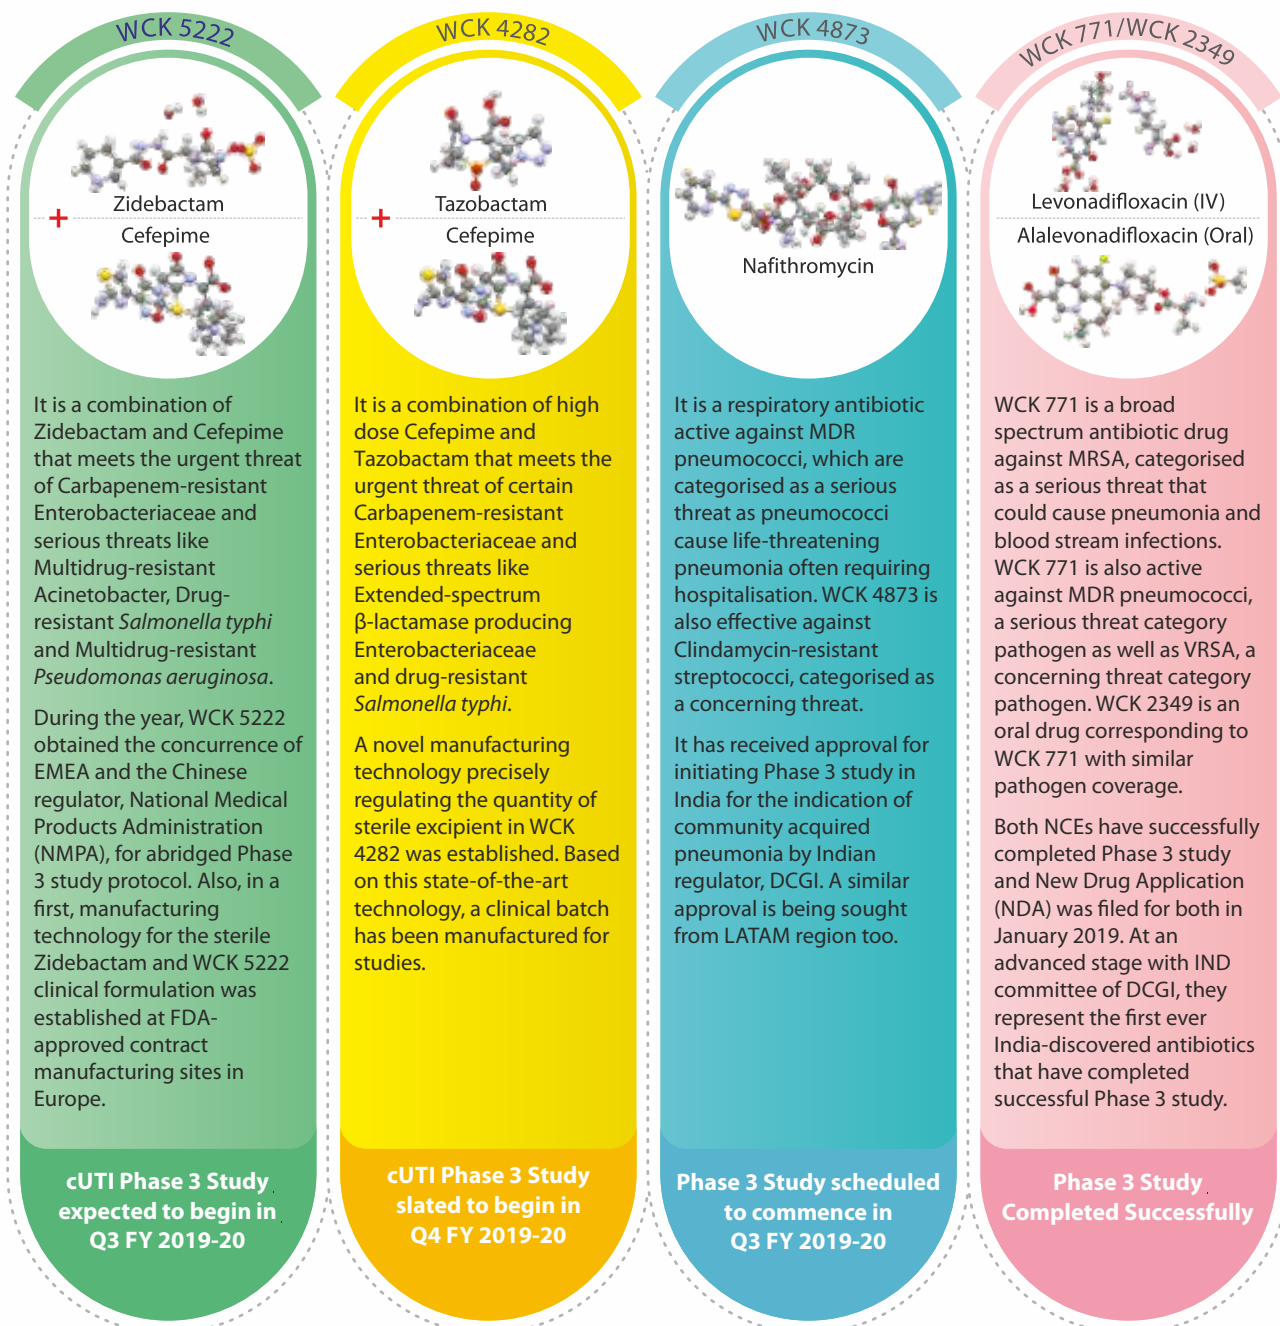 WCK 5222
Zidebactam
+
Cefepime
It is a combination of
Zidebactam and Cefepime
that meets the urgent threat
of Carbapenem-resistant
Enterobacteriaceae and
serious threats like
Multidrug-resistant
Acinetobacter, Drug-
resistant Salmonella typhi
and Multidrug-resistant
Pseudomonas aeruginosa.
During the year, WCK 5222
obtained the concurrence of
EMEA and the Chinese
regulator, National Medical
Products Administration
(NMPA), for abridged Phase
3 study protocol. Also, in a
first, manufacturing
technology for the sterile
Zidebactam and WCK 5222
clinical formulation was
established at FDA-
approved contract
manufacturing sites in
Europe.
cUTI Phase 3 Study
expected to begin in
Q3 FY 2019-20
WCK 4282
Tazobactam
+
Cefepime
It is a combination of high
dose Cefepime and
Tazobactam that meets the
urgent threat of certain
Carbapenem-resistant
Enterobacteriaceae and
serious threats like
Extended-spectrum
β-lactamase producing
Enterobacteriaceae
and drug-resistant
Salmonella typhi.
A novel manufacturing
technology precisely
regulating the quantity of
sterile excipient in WCK
4282 was established. Based
on this state-of-the-art
technology, a clinical batch
has been manufactured for
studies.
cUTI Phase 3 Study
slated to begin in
Q4 FY 2019-20
WCK 4873
Nafithromycin
It is a respiratory antibiotic
active against MDR
pneumococci, which are
categorised as a serious
threat as pneumococci
cause life-threatening
pneumonia often requiring
hospitalisation. WCK 4873 is
also effective against
Clindamycin-resistant
streptococci, categorised as
a concerning threat.
It has received approval for
initiating Phase 3 study in
India for the indication of
community acquired
pneumonia by Indian
regulator, DCGI. A similar
approval is being sought
from LATAM region too.
Phase 3 Study scheduled
to commence in
Q3 FY 2019-20
WCK 771/WCK 2349
Levonadifloxacin (IV)
Alalevonadifloxacin (Oral)
WCK 771 is a broad
spectrum antibiotic drug
against MRSA, categorised
as a serious threat that
could cause pneumonia and
blood stream infections.
WCK 771 is also active
against MDR pneumococci,
a serious threat category
pathogen as well as VRSA, a
concerning threat category
pathogen. WCK 2349 is an
oral drug corresponding to
WCK 771 with similar
pathogen coverage.
Both NCEs have successfully
completed Phase 3 study
and New Drug Application
(NDA) was filed for both in
January 2019. At an
advanced stage with IND
committee of DCGI, they
represent the first ever
India-discovered antibiotics
that have completed
successful Phase 3 study.
Phase 3 Study
Completed Successfully